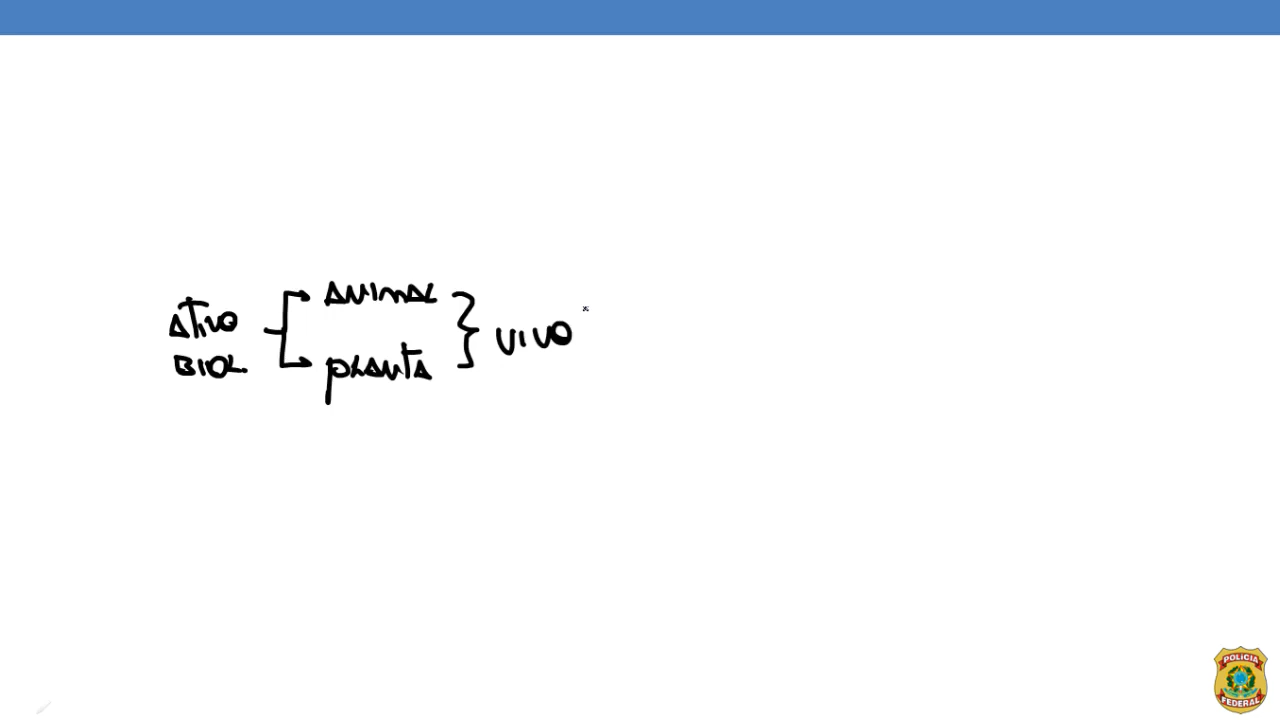 ATIVO
BIOL.
ANIMAL
PLANTA
VIVO
POLÍCIA
FEDERAL